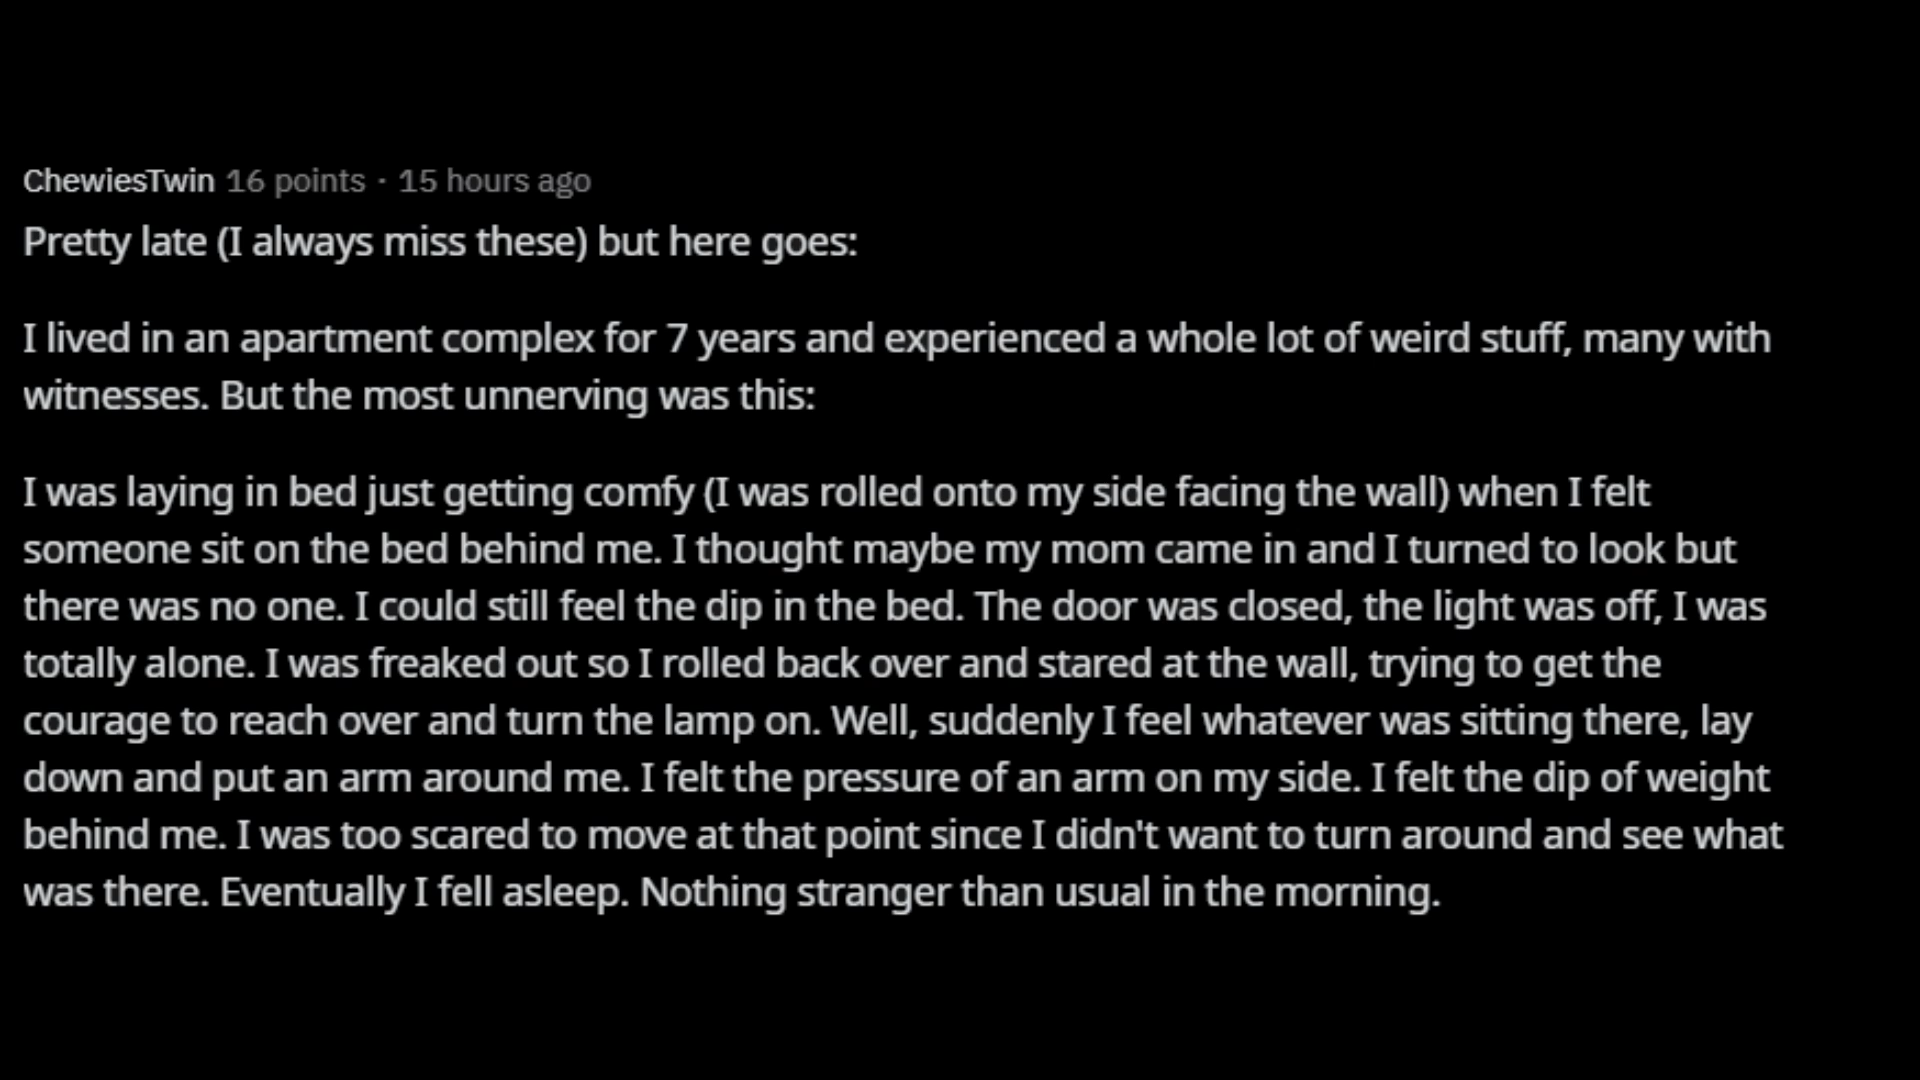 ChewiesTwin 16 points · 15 hours ago
Pretty late (I always miss these) but here goes:
I lived in an apartment complex for 7 years and experienced a whole lot of weird stuff, many with
witnesses. But the most unnerving was this:
I was laying in bed just getting comfy (I was rolled onto my side facing the wall) when I felt
someone sit on the bed behind me. I thought maybe my mom came in and I turned to look but
there was no one. I could still feel the dip in the bed. The door was closed, the light was off, I was
totally alone. I was freaked out so I rolled back over and stared at the wall, trying to get the
courage to reach over and turn the lamp on. Well, suddenly I feel whatever was sitting there, lay
down and put an arm around me. I felt the pressure of an arm on my side. I felt the dip of weight
behind me. I was too scared to move at that point since I didn't want to turn around and see what
was there. Eventually I fell asleep. Nothing stranger than usual in the morning.